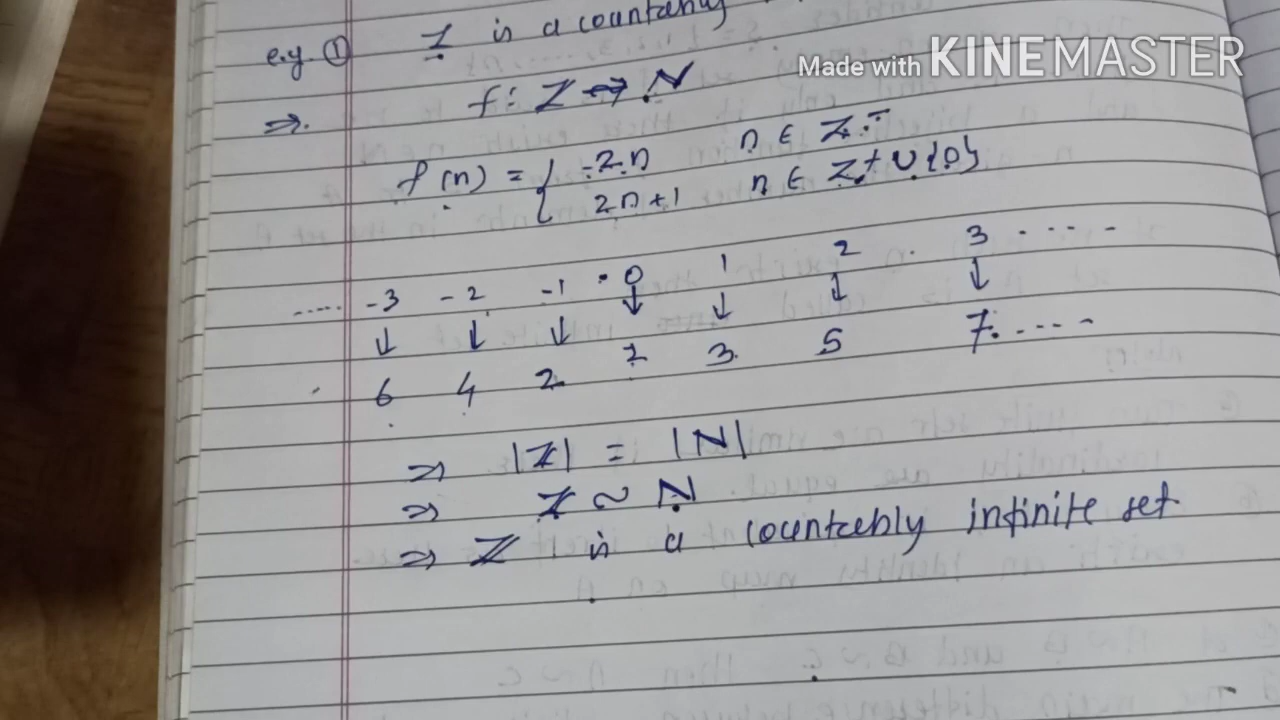 e.g. ① Z is a countably
Made with KINEMASTER
⇒ f: Z → N
f(n) = { -2n n ∈ Z⁻
2n+1 n ∈ Z⁺ ∪ {0}
..... -3 -2 -1 0 1 2 3 .....
↓ ↓ ↓ ↓ ↓ ↓ ↓
6 4 2 1 3 5 7 .....
⇒ |Z| = |N|
⇒ Z ~ N
⇒ Z is a countably infinite set